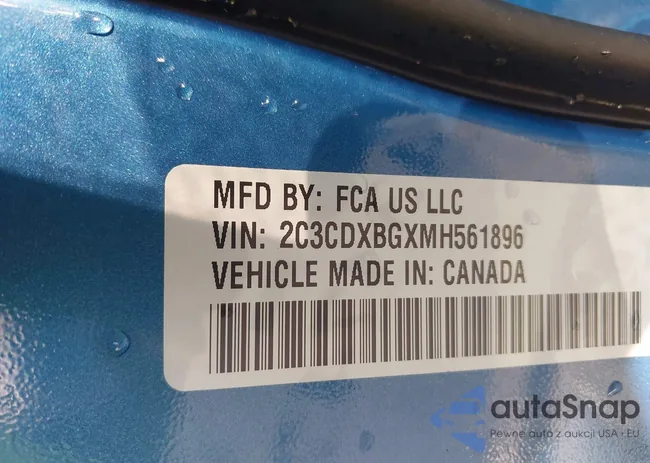 MFD BY: FCA US LLC
VIN: 2C3CDXBGXMH561896
VEHICLE MADE IN: CANADA
autaSnap
Pewne auta z aukcji USA • EU